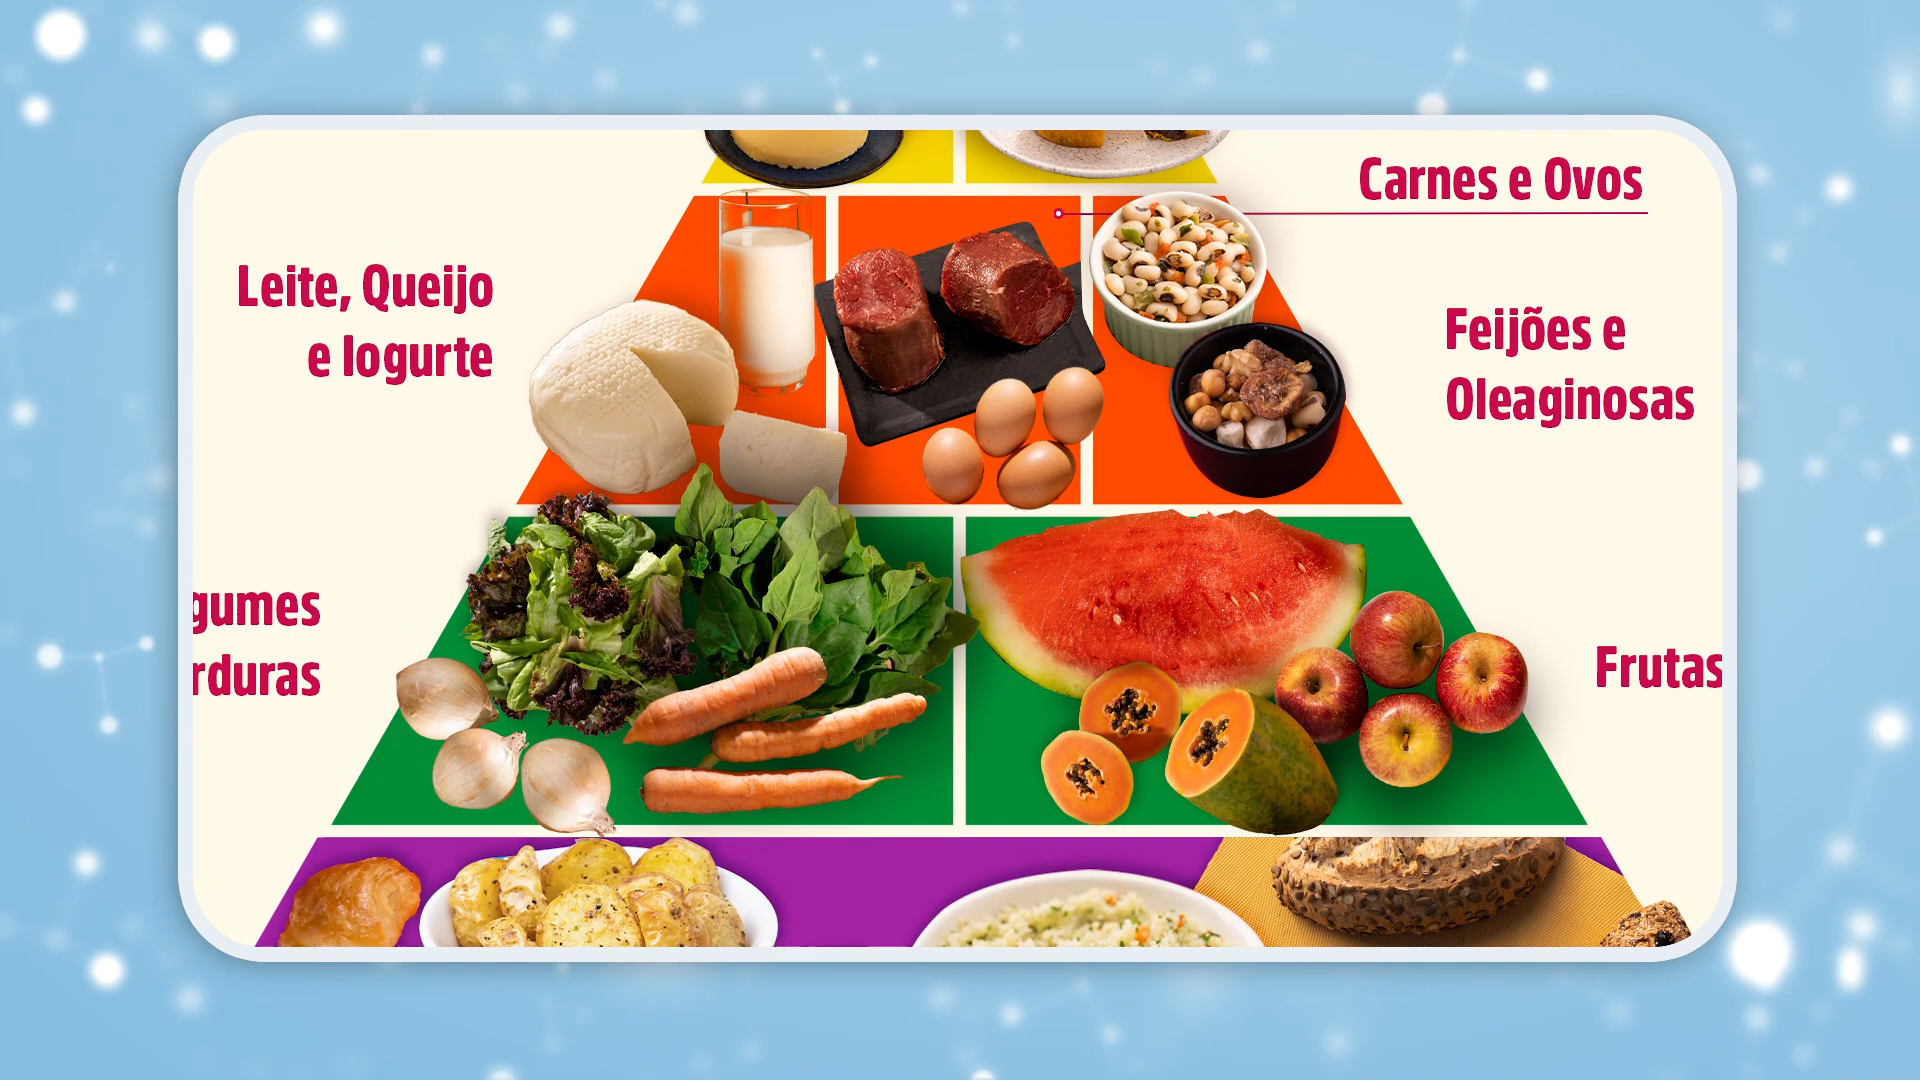 Carnes e Ovos
Leite, Queijo
e Iogurte
Feijões e
Oleaginosas
gumes
rduras
Frutas